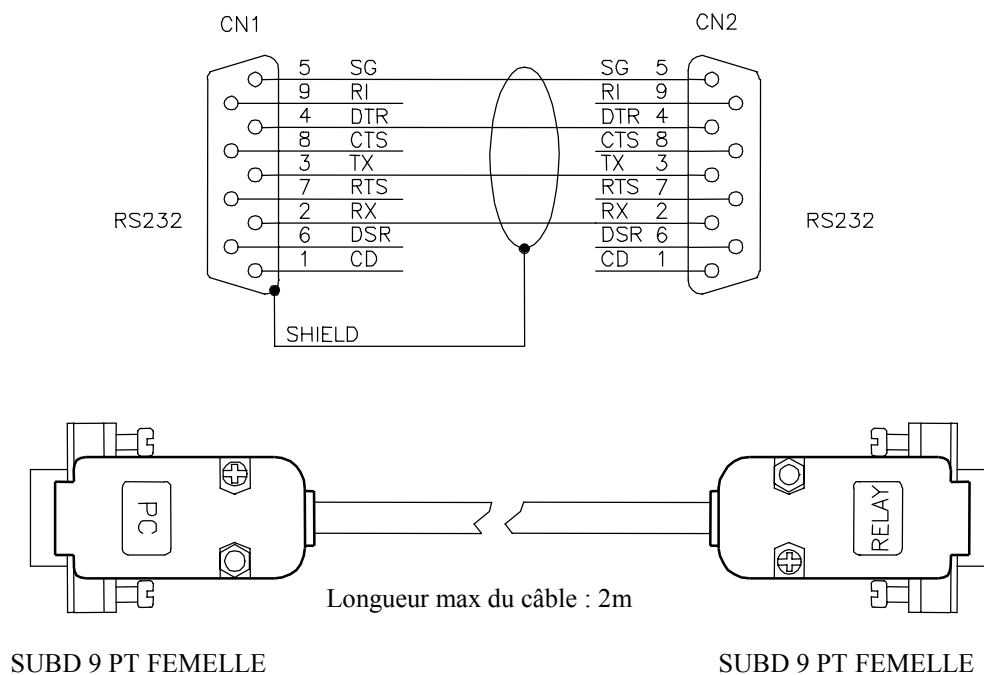 CN1 CN2
5 SG SG 5
9 RI RI 9
4 DTR DTR 4
8 CTS CTS 8
3 TX TX 3
7 RTS RTS 7
RS232 2 RX RX 2 RS232
6 DSR DSR 6
1 CD CD 1
SHIELD
PC RELAY
Longueur max du câble : 2m
SUBD 9 PT FEMELLE SUBD 9 PT FEMELLE